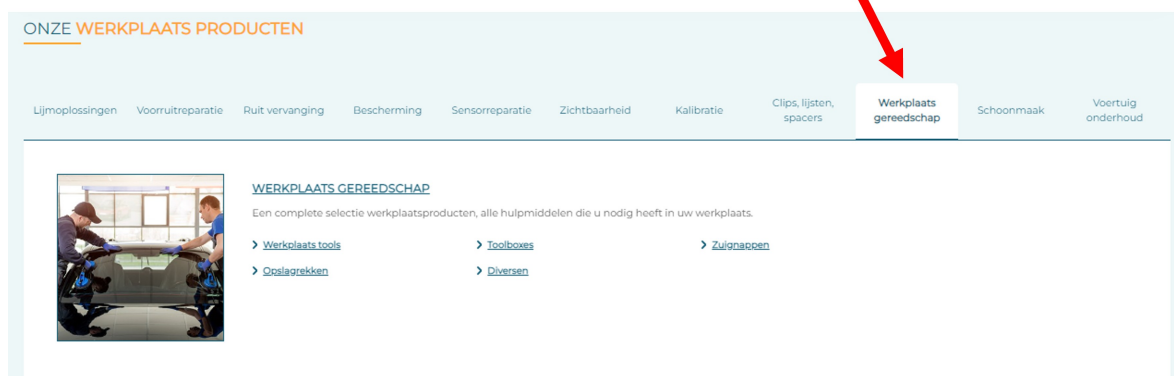 ONZE WERKPLAATS PRODUCTEN
Lijmoplossingen
Voorruitreparatie
Ruit vervanging
Bescherming
Sensorreparatie
Zichtbaarheid
Kalibratie
Clips, lijsten,
spacers
Werkplaats
gereedschap
Schoonmaak
Voertuig
onderhoud
WERKPLAATS GEREEDSCHAP
Een complete selectie werkplaatsproducten, alle hulpmiddelen die u nodig heeft in uw werkplaats.
Werkplaats tools
Toolboxes
Zuignappen
Opslagrekken
Diversen